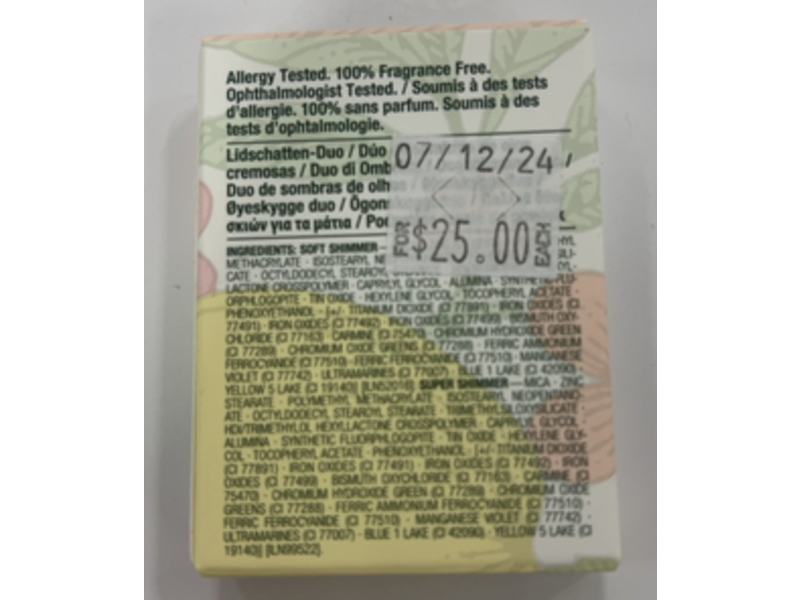 Allergy Tested. 100% Fragrance Free.
Ophthalmologist Tested. / Soumis à des tests
d'allergie. 100% sans parfum. Soumis à des
tests d'ophtalmologie.
Lidschatten-Duo / Dúo
cremosas / Duo di Omb
Duo de sombras de olh
Øyeskygge duo / Ögon
σκιών για τα μάτια / Po
07/12/24
FOR $25.00 EACH
INGREDIENTS: SOFT SHIMMER—
METHACRYLATE · ISOSTEARYL NE
CATE · OCTYLDODECYL STEAROYL
LACTONE CROSSPOLYMER · CAPRYLYL GLYCOL · ALUMINA · SYNTHETIC FLU-
ORPHLOGOPITE · TIN OXIDE · HEXYLENE GLYCOL · TOCOPHERYL ACETATE ·
PHENOXYETHANOL · [+/- TITANIUM DIOXIDE (CI 77891) · IRON OXIDES (CI
77491) · IRON OXIDES (CI 77492) · IRON OXIDES (CI 77499) · BISMUTH OXY-
CHLORIDE (CI 77163) · CARMINE (CI 75470) · CHROMIUM HYDROXIDE GREEN
(CI 77289) · CHROMIUM OXIDE GREENS (CI 77288) · FERRIC AMMONIUM
FERROCYANIDE (CI 77510) · FERRIC FERROCYANIDE (CI 77510) · MANGANESE
VIOLET (CI 77742) · ULTRAMARINES (CI 77007) · BLUE 1 LAKE (CI 42090) ·
YELLOW 5 LAKE (CI 19140)] [ILN52016] SUPER SHIMMER—MICA · ZINC
STEARATE · POLYMETHYL METHACRYLATE · ISOSTEARYL NEOPENTANO-
ATE · OCTYLDODECYL STEAROYL STEARATE · TRIMETHYLSILOXYSILICATE ·
HDI/TRIMETHYLOL HEXYLLACTONE CROSSPOLYMER · CAPRYLYL GLYCOL ·
ALUMINA · SYNTHETIC FLUORPHLOGOPITE · TIN OXIDE · HEXYLENE GLY-
COL · TOCOPHERYL ACETATE · PHENOXYETHANOL · [+/- TITANIUM DIOXIDE
(CI 77891) · IRON OXIDES (CI 77491) · IRON OXIDES (CI 77492) · IRON
OXIDES (CI 77499) · BISMUTH OXYCHLORIDE (CI 77163) · CARMINE (CI
75470) · CHROMIUM HYDROXIDE GREEN (CI 77289) · CHROMIUM OXIDE
GREENS (CI 77288) · FERRIC AMMONIUM FERROCYANIDE (CI 77510) ·
FERRIC FERROCYANIDE (CI 77510) · MANGANESE VIOLET (CI 77742) ·
ULTRAMARINES (CI 77007) · BLUE 1 LAKE (CI 42090) · YELLOW 5 LAKE (CI
19140)] [ILN99522].